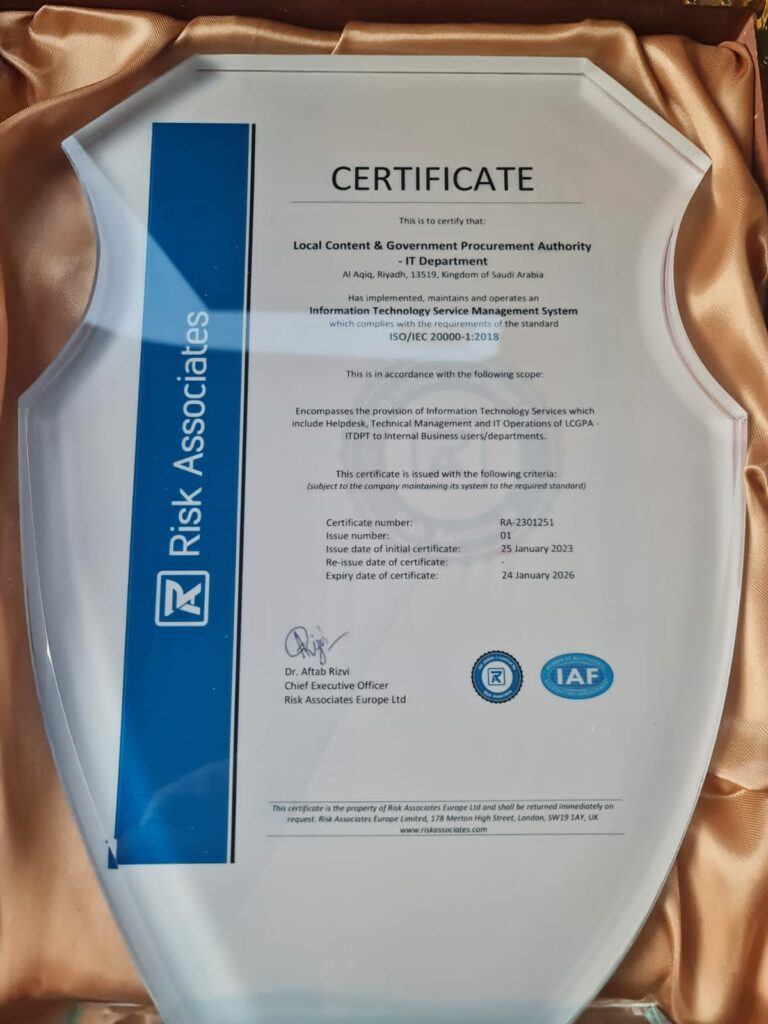 CERTIFICATE
This is to certify that:
Local Content & Government Procurement Authority
- IT Department
Al Aqiq, Riyadh, 13519, Kingdom of Saudi Arabia
Has implemented, maintains and operates an
Information Technology Service Management System
which complies with the requirements of the standard
ISO/IEC 20000-1:2018
This is in accordance with the following scope:
Encompasses the provision of Information Technology Services which
include Helpdesk, Technical Management and IT Operations of LCGPA -
ITDPT to Internal Business users/departments.
This certificate is issued with the following criteria:
(subject to the company maintaining its system to the required standard)
Certificate number: RA-2301251
Issue number: 01
Issue date of initial certificate: 25 January 2023
Re-issue date of certificate: -
Expiry date of certificate: 24 January 2026
Dr. Aftab Rizvi
Chief Executive Officer
Risk Associates Europe Ltd
IAF
This certificate is the property of Risk Associates Europe Ltd and shall be returned immediately on
request. Risk Associates Europe Limited, 178 Merton High Street, London, SW19 1AY, UK
www.riskassociates.com
Risk Associates